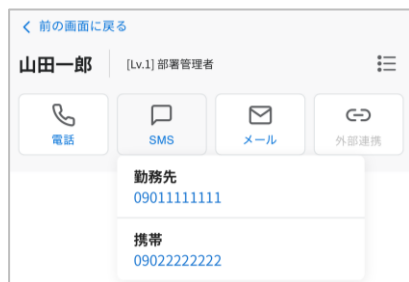 前の画面に戻る
山田一郎
[Lv.1] 部署管理者
電話
SMS
メール
外部連携
勤務先
09011111111
携帯
09022222222